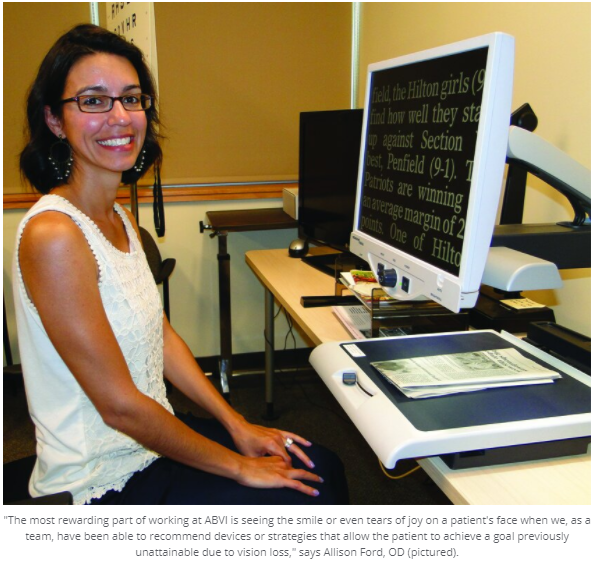 field, the Hilton girls (9
find how well they sta
up against Section
best, Penfield (9-1). T
Patriots are winning
an average margin of 2
points. One of Hilto
"The most rewarding part of working at ABVI is seeing the smile or even tears of joy on a patient's face when we, as a
team, have been able to recommend devices or strategies that allow the patient to achieve a goal previously
unattainable due to vision loss," says Allison Ford, OD (pictured).